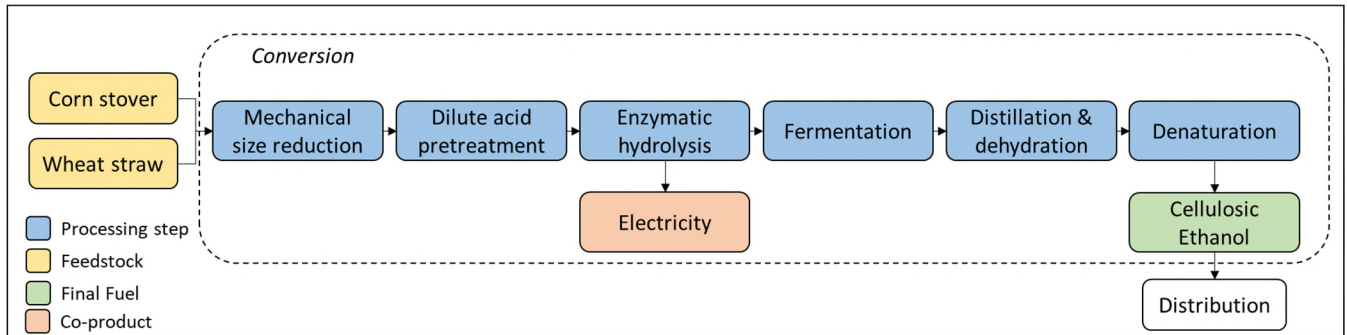 Conversion
Corn stover
Wheat straw
Mechanical
size reduction
Dilute acid
pretreatment
Enzymatic
hydrolysis
Fermentation
Distillation &
dehydration
Denaturation
Electricity
Cellulosic
Ethanol
Distribution
Processing step
Feedstock
Final Fuel
Co-product